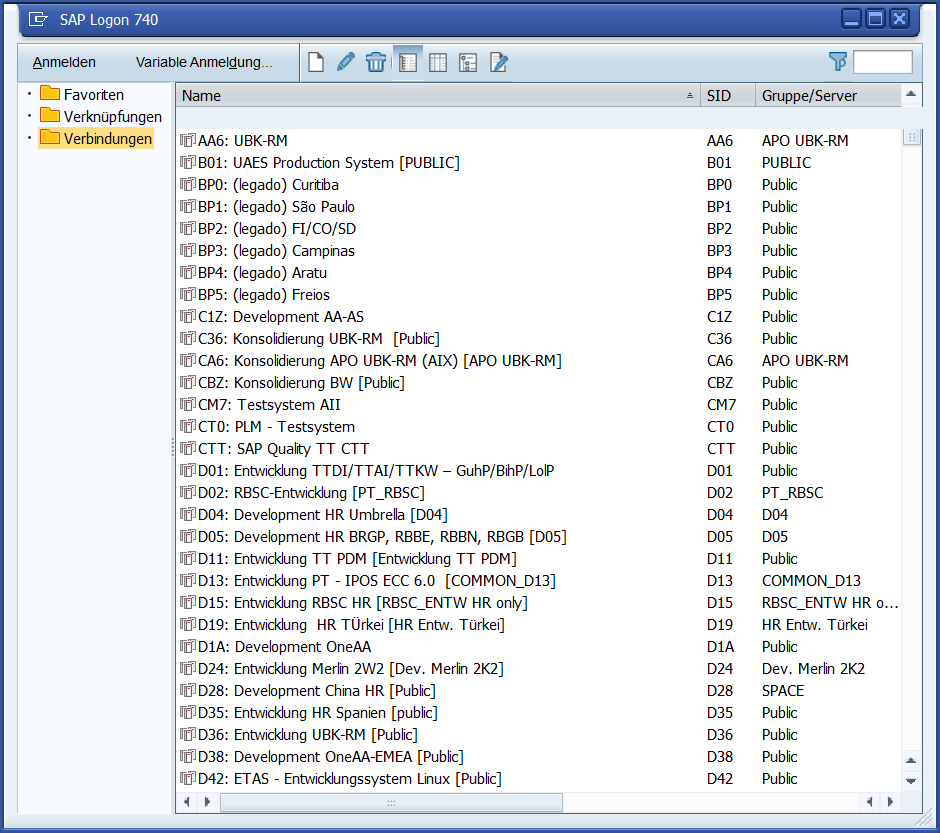 SAP Logon 740
Anmelden Variable Anmeldung...
Favoriten
Verknüpfungen
Verbindungen
Name SID Gruppe/Server
AA6: UBK-RM AA6 APO UBK-RM
B01: UAES Production System [PUBLIC] B01 PUBLIC
BP0: (legado) Curitiba BP0 Public
BP1: (legado) São Paulo BP1 Public
BP2: (legado) FI/CO/SD BP2 Public
BP3: (legado) Campinas BP3 Public
BP4: (legado) Aratu BP4 Public
BP5: (legado) Freios BP5 Public
C1Z: Development AA-AS C1Z Public
C36: Konsolidierung UBK-RM [Public] C36 Public
CA6: Konsolidierung APO UBK-RM (AIX) [APO UBK-RM] CA6 APO UBK-RM
CBZ: Konsolidierung BW [Public] CBZ Public
CM7: Testsystem AII CM7 Public
CT0: PLM - Testsystem CT0 Public
CTT: SAP Quality TT CTT CTT Public
D01: Entwicklung TTDI/TTAI/TTKW – GuhP/BihP/LolP D01 Public
D02: RBSC-Entwicklung [PT_RBSC] D02 PT_RBSC
D04: Development HR Umbrella [D04] D04 D04
D05: Development HR BRGP, RBBE, RBBN, RBGB [D05] D05 D05
D11: Entwicklung TT PDM [Entwicklung TT PDM] D11 Public
D13: Entwicklung PT - IPOS ECC 6.0 [COMMON_D13] D13 COMMON_D13
D15: Entwicklung RBSC HR [RBSC_ENTW HR only] D15 RBSC_ENTW HR o...
D19: Entwicklung HR TÜrkei [HR Entw. Türkei] D19 HR Entw. Türkei
D1A: Development OneAA D1A Public
D24: Entwicklung Merlin 2W2 [Dev. Merlin 2K2] D24 Dev. Merlin 2K2
D28: Development China HR [Public] D28 SPACE
D35: Entwicklung HR Spanien [public] D35 Public
D36: Entwicklung UBK-RM [Public] D36 Public
D38: Development OneAA-EMEA [Public] D38 Public
D42: ETAS - Entwicklungssystem Linux [Public] D42 Public